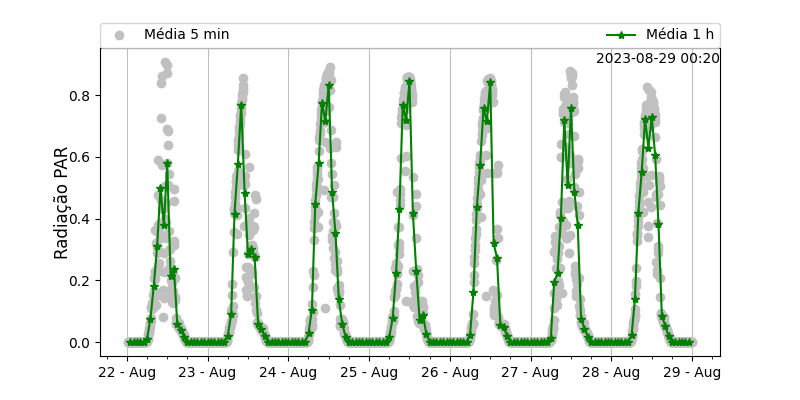 Média 5 min
Média 1 h
2023-08-29 00:20
Radiação PAR
0.8
0.6
0.4
0.2
0.0
22 - Aug
23 - Aug
24 - Aug
25 - Aug
26 - Aug
27 - Aug
28 - Aug
29 - Aug